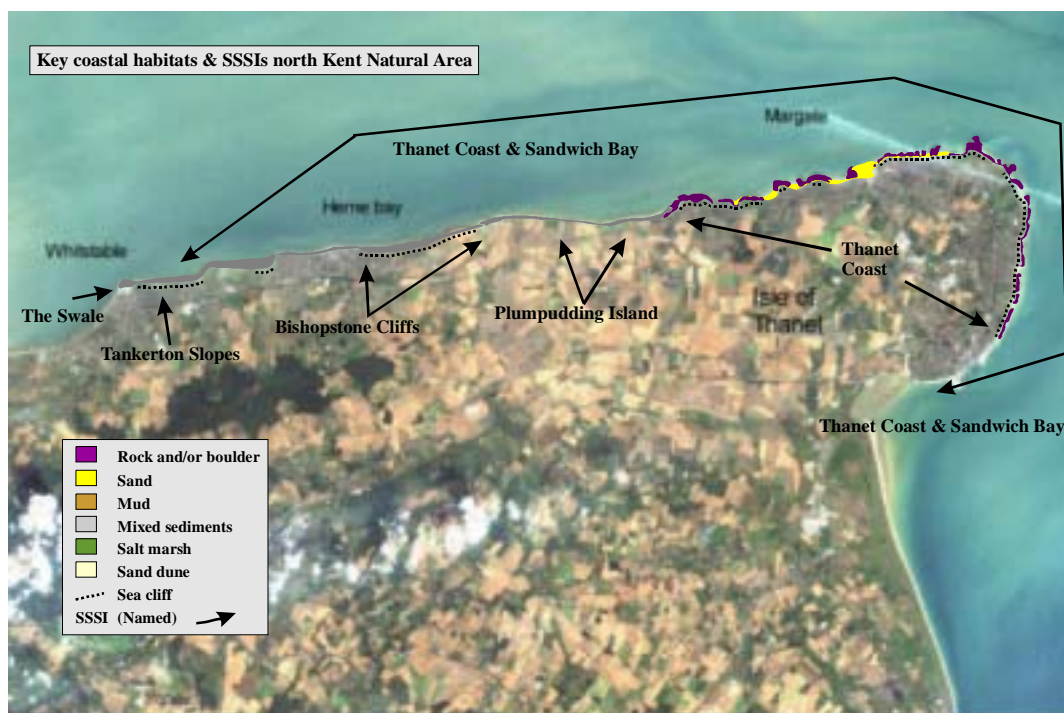 Key coastal habitats & SSSIs north Kent Natural Area
Margate
Thanet Coast & Sandwich Bay
Herne bay
Whitstable
Thanet
Coast
The Swale
Bishopstone Cliffs
Plumpudding Island
Isle of
Thanet
Tankerton Slopes
Thanet Coast & Sandwich Bay
Rock and/or boulder
Sand
Mud
Mixed sediments
Salt marsh
Sand dune
Sea cliff
SSSI (Named)